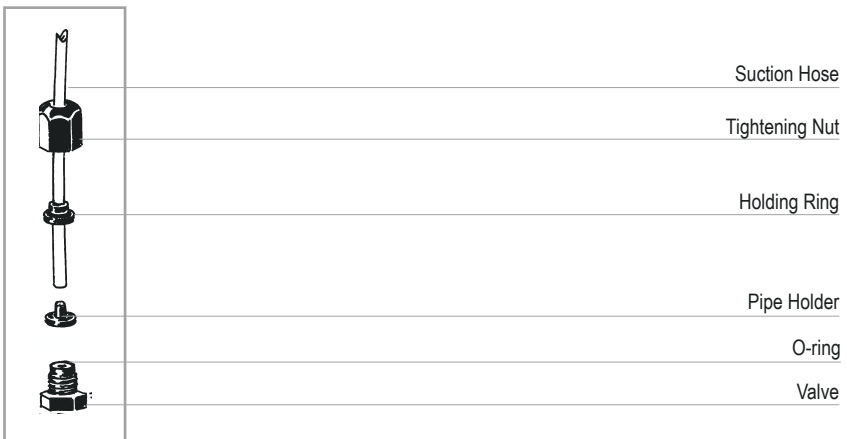 Suction Hose
Tightening Nut
Holding Ring
Pipe Holder
O-ring
Valve